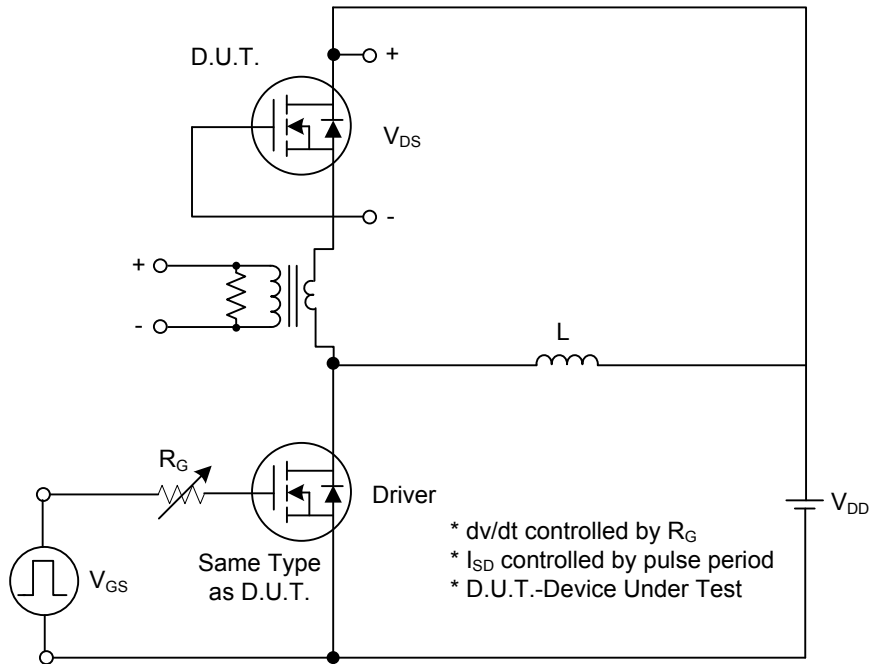 D.U.T.
+
V_DS
-
+
-
L
R_G
Driver
V_DD
V_GS
Same Type
as D.U.T.
* dv/dt controlled by R_G
* I_SD controlled by pulse period
* D.U.T.-Device Under Test